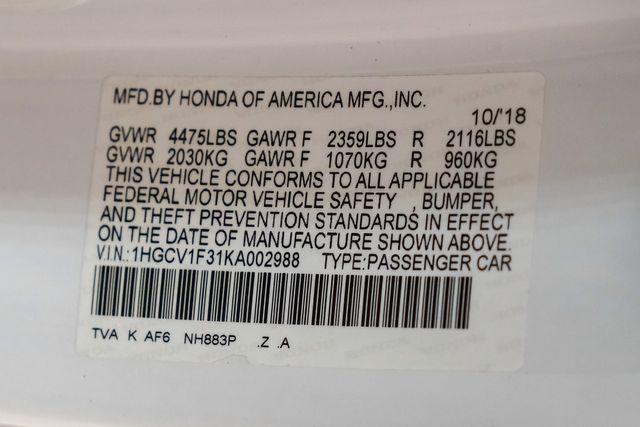 MFD.BY HONDA OF AMERICA MFG.,INC.
10/'18
GVWR 4475LBS GAWR F 2359LBS R 2116LBS
GVWR 2030KG GAWR F 1070KG R 960KG
THIS VEHICLE CONFORMS TO ALL APPLICABLE
FEDERAL MOTOR VEHICLE SAFETY , BUMPER,
AND THEFT PREVENTION STANDARDS IN EFFECT
ON THE DATE OF MANUFACTURE SHOWN ABOVE.
V.I.N.:1HGCV1F31KA002988 TYPE:PASSENGER CAR
TVA K AF6 NH883P .Z .A